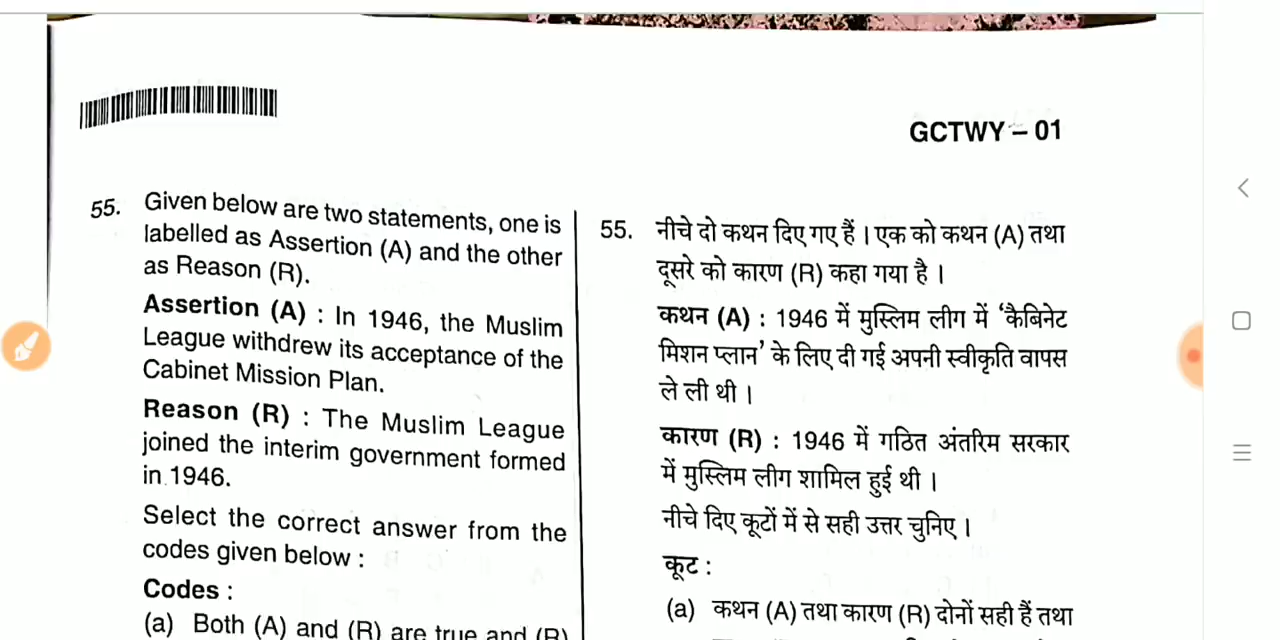 GCTWY – 01
55. Given below are two statements, one is
labelled as Assertion (A) and the other
as Reason (R).
Assertion (A) : In 1946, the Muslim
League withdrew its acceptance of the
Cabinet Mission Plan.
Reason (R) : The Muslim League
joined the interim government formed
in 1946.
Select the correct answer from the
codes given below :
Codes :
(a) Both (A) and (R) are true and (R)
55. नीचे दो कथन दिए गए हैं । एक को कथन (A) तथा
दूसरे को कारण (R) कहा गया है ।
कथन (A) : 1946 में मुस्लिम लीग में ‘कैबिनेट
मिशन प्लान’ के लिए दी गई अपनी स्वीकृति वापस
ले ली थी ।
कारण (R) : 1946 में गठित अंतरिम सरकार
में मुस्लिम लीग शामिल हुई थी ।
नीचे दिए कूटों में से सही उत्तर चुनिए ।
कूट :
(a) कथन (A) तथा कारण (R) दोनों सही हैं तथा